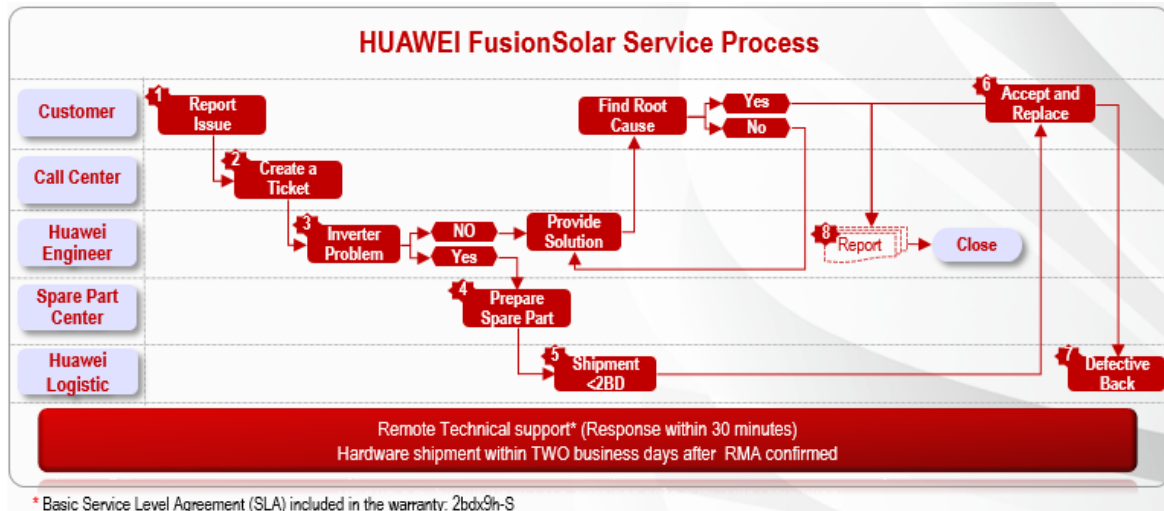 HUAWEI FusionSolar Service Process
Customer
1
Report
Issue
Find Root
Cause
Yes
No
6
Accept and
Replace
Call Center
2
Create a
Ticket
Huawei
Engineer
3
Inverter
Problem
NO
Yes
Provide
Solution
8
Report
Close
Spare Part
Center
4
Prepare
Spare Part
Huawei
Logistic
5
Shipment
<2BD
7
Defective
Back
Remote Technical support* (Response within 30 minutes)
Hardware shipment within TWO business days after RMA confirmed
* Basic Service Level Agreement (SLA) included in the warranty: 2bdx9h-S